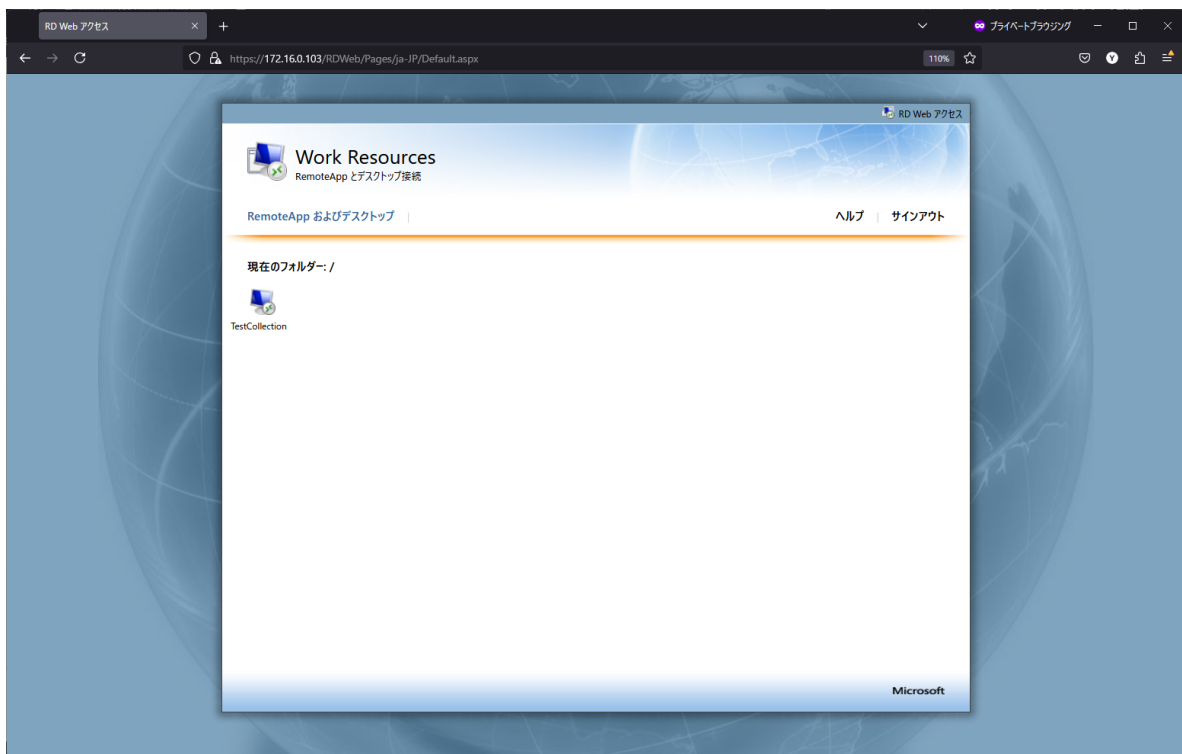 RD Web アクセス
プライベートブラウジング
https://172.16.0.103/RDWeb/Pages/ja-JP/Default.aspx
110%
Y
RD Web アクセス
Work Resources
RemoteApp とデスクトップ接続
RemoteApp およびデスクトップ
ヘルプ
サインアウト
現在のフォルダー: /
TestCollection
Microsoft